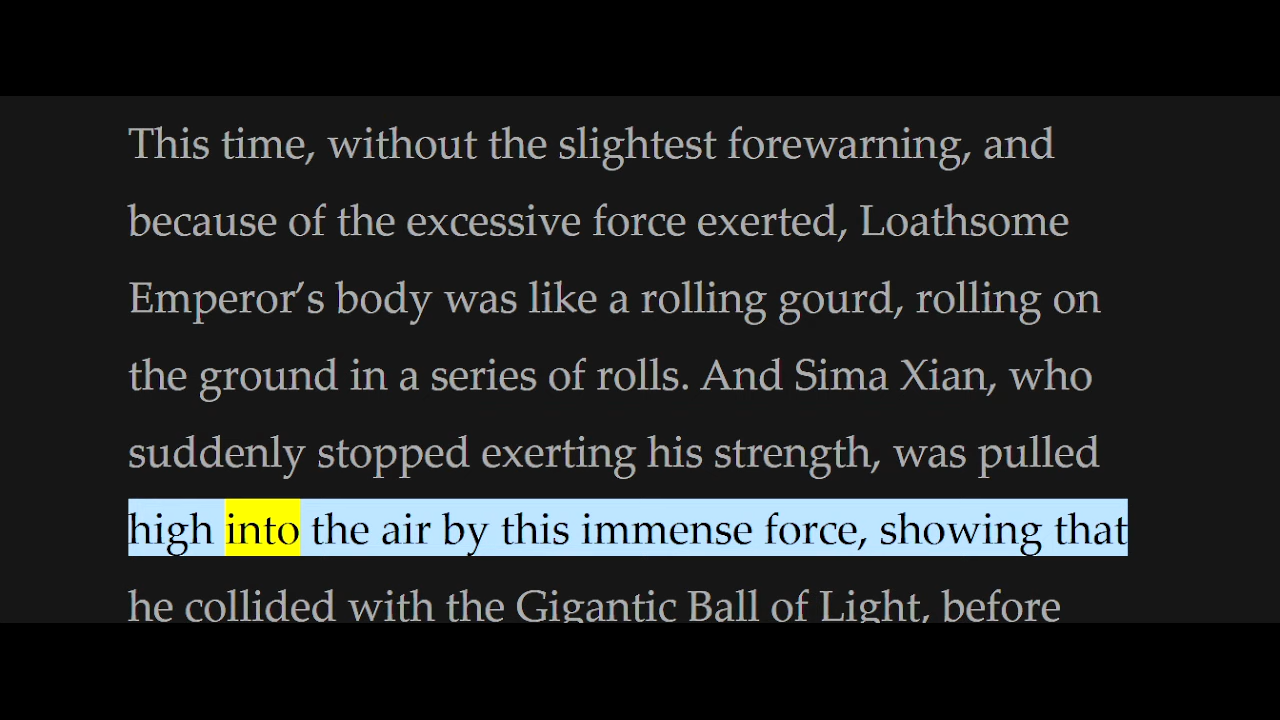 This time, without the slightest forewarning, and
because of the excessive force exerted, Loathsome
Emperor’s body was like a rolling gourd, rolling on
the ground in a series of rolls. And Sima Xian, who
suddenly stopped exerting his strength, was pulled
high into the air by this immense force, showing that
he collided with the Gigantic Ball of Light, before